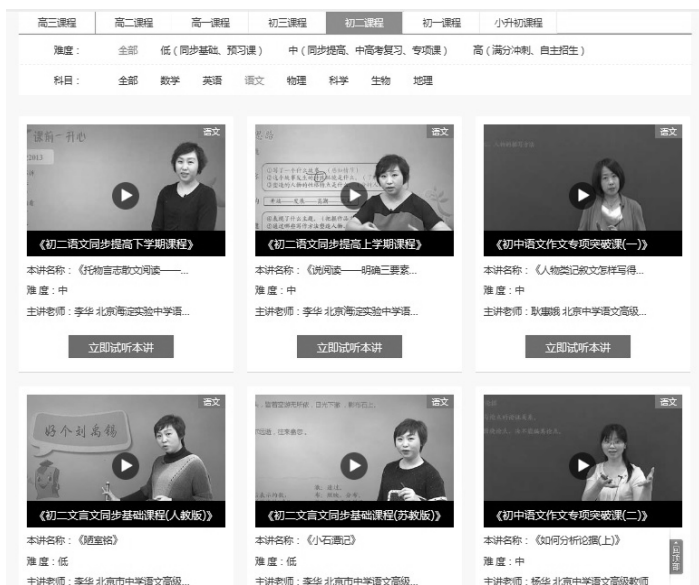 高三课程 高二课程 高一课程 初三课程 初二课程 初一课程 小升初课程
难度： 全部 低（同步基础、预习课） 中（同步提高、中高考复习、专项课） 高（满分冲刺、自主招生）
科目： 全部 数学 英语 语文 物理 科学 生物 地理
课前一开心
2013
语文
《初二语文同步提高下学期课程》
本讲名称：《托物言志散文阅读——...
难度：中
主讲老师：李华 北京海淀实验中学语...
立即试听本讲
语文
《初二语文同步提高上学期课程》
本讲名称：《说阅读——明确三要素...
难度：中
主讲老师：李华 北京海淀实验中学语...
立即试听本讲
语文
《初中语文作文专项突破课(一)》
本讲名称：《人物类记叙文怎样写得...
难度：中
主讲老师：耿惠娥 北京中学语文高级...
立即试听本讲
语文
好个刘禹锡
《初二文言文同步基础课程(人教版)》
本讲名称：《陋室铭》
难度：低
主讲老师：李华 北京市中学语文高级...
语文
《初二文言文同步基础课程(苏教版)》
本讲名称：《小石潭记》
难度：低
主讲老师：李华 北京市中学语文高级...
语文
《初中语文作文专项突破课(二)》
本讲名称：《如何分析论据(上)》
难度：中
主讲老师：杨华 北京中学语文高级教师
回顶部